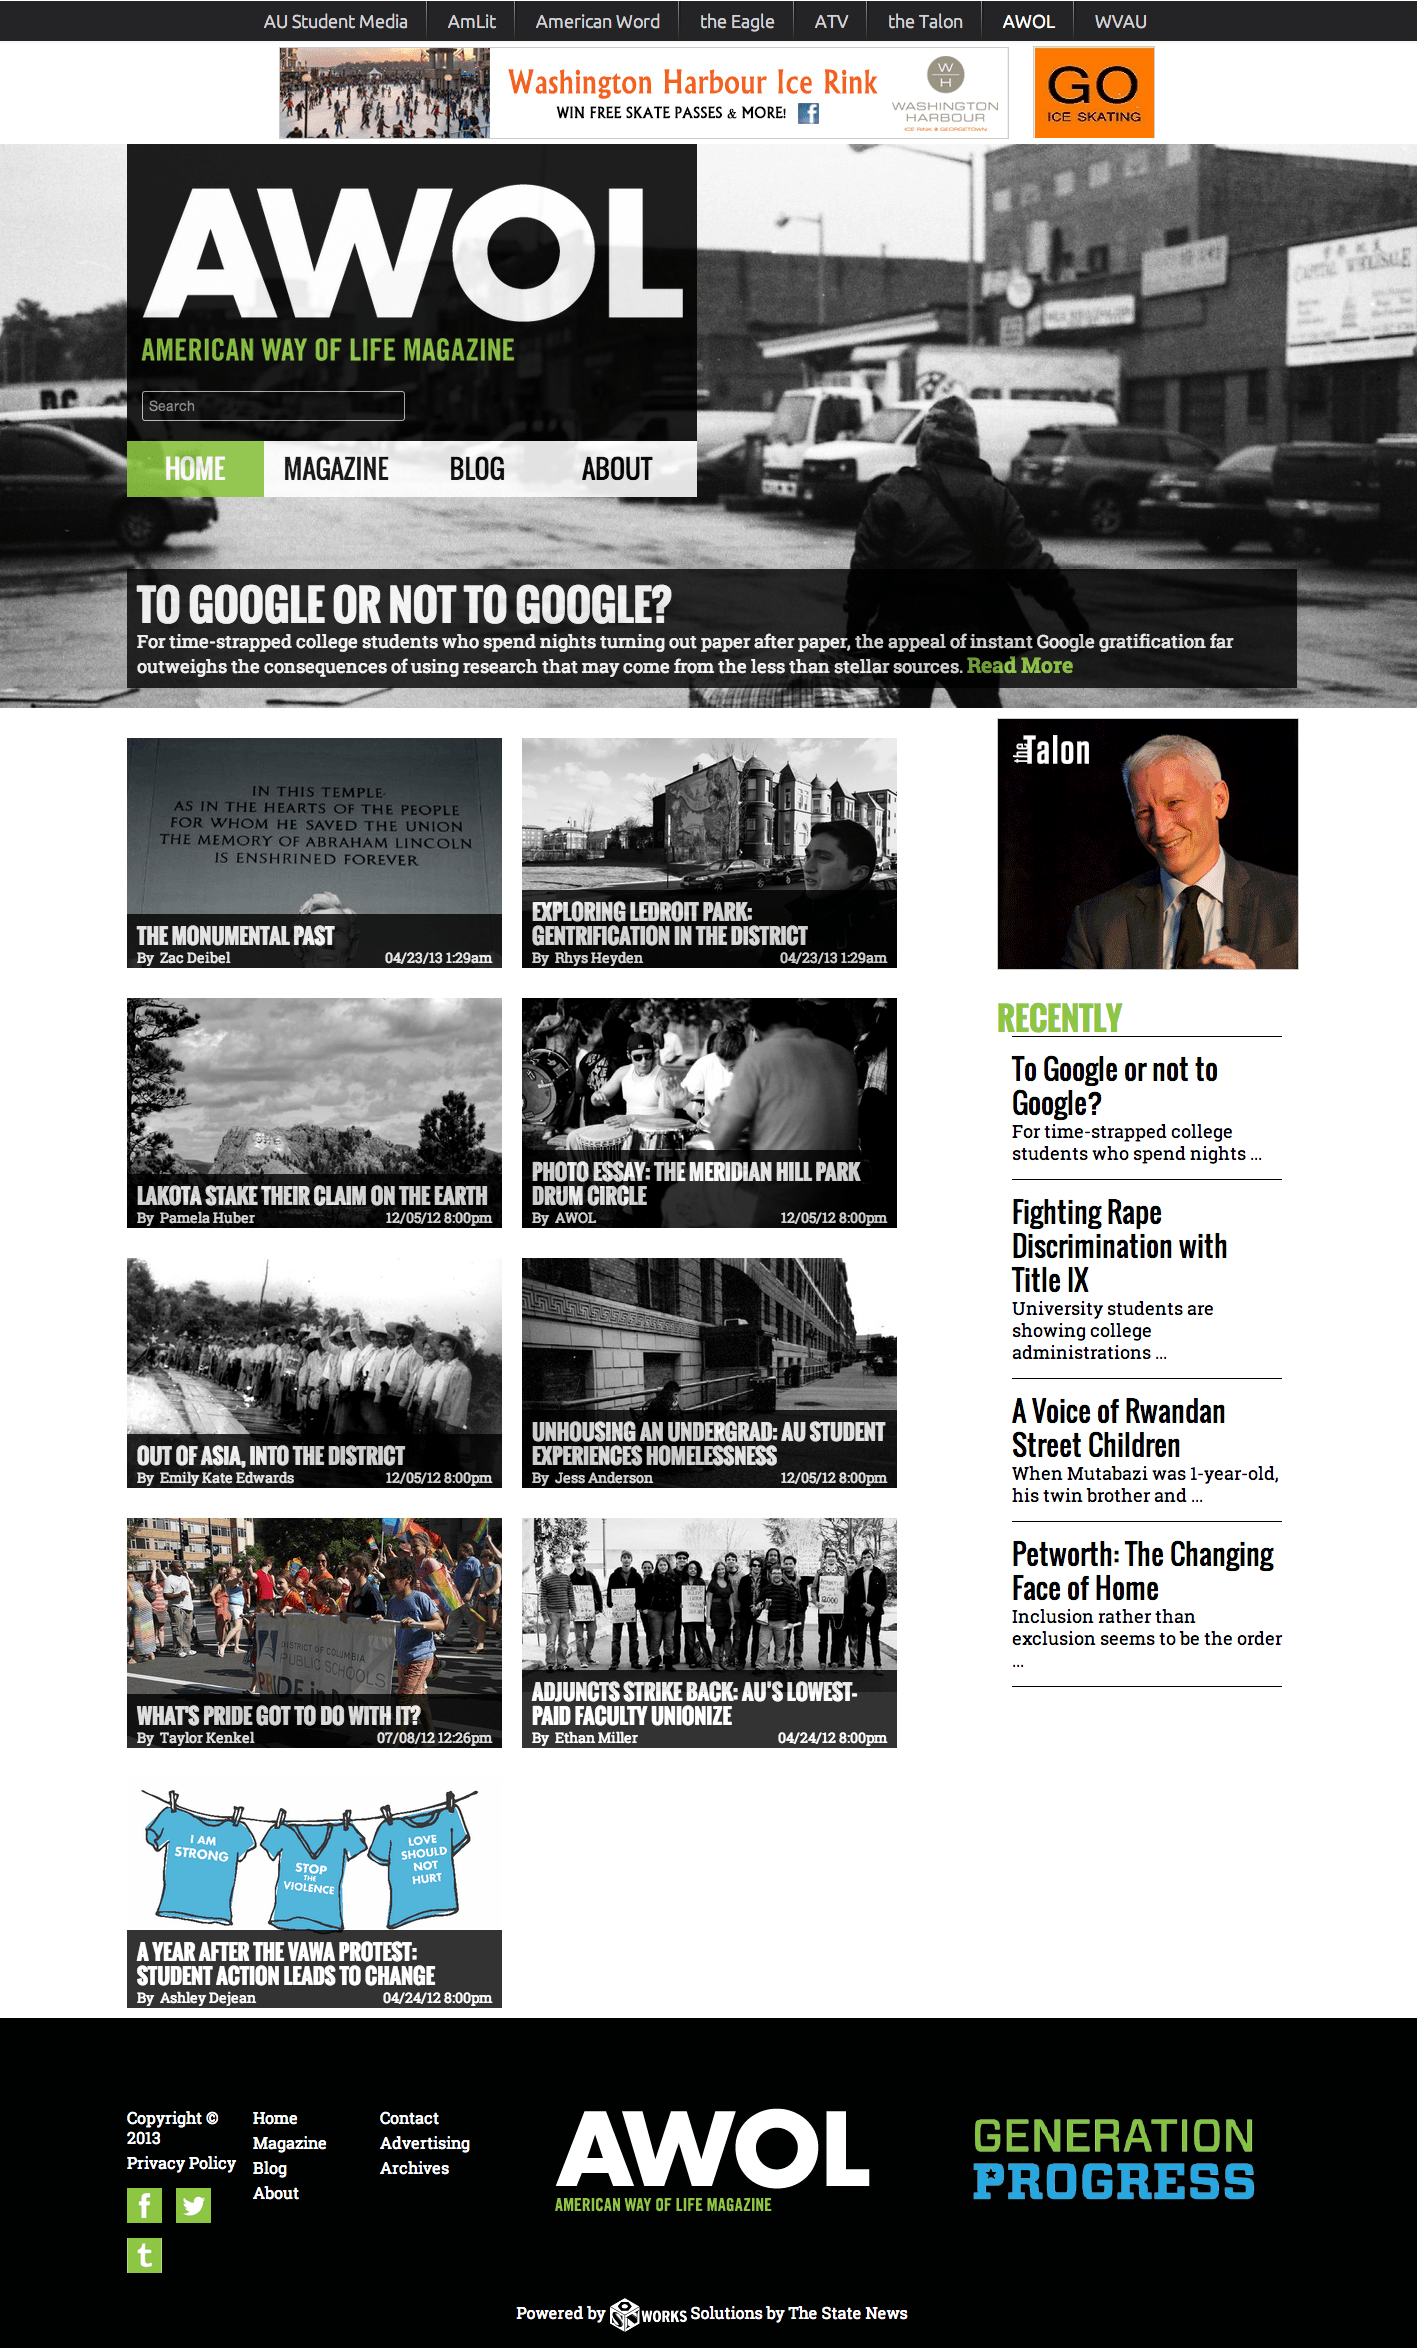 AU Student Media
AmLit
American Word
the Eagle
ATV
the Talon
AWOL
WVAU
Washington Harbour Ice Rink
WIN FREE SKATE PASSES & MORE!
W
H
WASHINGTON
HARBOUR
ICE RINK @ GEORGETOWN
GO
ICE SKATING
AWOL
AMERICAN WAY OF LIFE MAGAZINE
Search
HOME
MAGAZINE
BLOG
ABOUT
CAPITAL WHOLESALE
TO GOOGLE OR NOT TO GOOGLE?
For time-strapped college students who spend nights turning out paper after paper, the appeal of instant Google gratification far
outweighs the consequences of using research that may come from the less than stellar sources. Read More
IN THIS TEMPLE
AS IN THE HEARTS OF THE PEOPLE
FOR WHOM HE SAVED THE UNION
THE MEMORY OF ABRAHAM LINCOLN
IS ENSHRINED FOREVER
THE MONUMENTAL PAST
By Zac Deibel 04/23/13 1:29am
EXPLORING LEDROIT PARK:
GENTRIFICATION IN THE DISTRICT
By Rhys Heyden 04/23/13 1:29am
LAKOTA STAKE THEIR CLAIM ON THE EARTH
By Pamela Huber 12/05/12 8:00pm
PHOTO ESSAY: THE MERIDIAN HILL PARK
DRUM CIRCLE
By AWOL 12/05/12 8:00pm
OUT OF ASIA, INTO THE DISTRICT
By Emily Kate Edwards 12/05/12 8:00pm
UNHOUSING AN UNDERGRAD: AU STUDENT
EXPERIENCES HOMELESSNESS
By Jess Anderson 12/05/12 8:00pm
DISTRICT OF COLUMBIA
PUBLIC SCHOOLS
PRIDE in DCP
WHAT'S PRIDE GOT TO DO WITH IT?
By Taylor Kenkel 07/08/12 12:26pm
ADJUNCTS STRIKE BACK: AU'S LOWEST-
PAID FACULTY UNIONIZE
By Ethan Miller 04/24/12 8:00pm
I AM
STRONG
STOP
THE
VIOLENCE
LOVE
SHOULD
NOT
HURT
A YEAR AFTER THE VAWA PROTEST:
STUDENT ACTION LEADS TO CHANGE
By Ashley Dejean 04/24/12 8:00pm
the Talon
RECENTLY
To Google or not to
Google?
For time-strapped college
students who spend nights ...
Fighting Rape
Discrimination with
Title IX
University students are
showing college
administrations ...
A Voice of Rwandan
Street Children
When Mutabazi was 1-year-old,
his twin brother and ...
Petworth: The Changing
Face of Home
Inclusion rather than
exclusion seems to be the order
...
Copyright ©
2013
Privacy Policy
Home
Magazine
Blog
About
Contact
Advertising
Archives
AWOL
AMERICAN WAY OF LIFE MAGAZINE
GENERATION
PROGRESS
Powered by SNWORKS Solutions by The State News